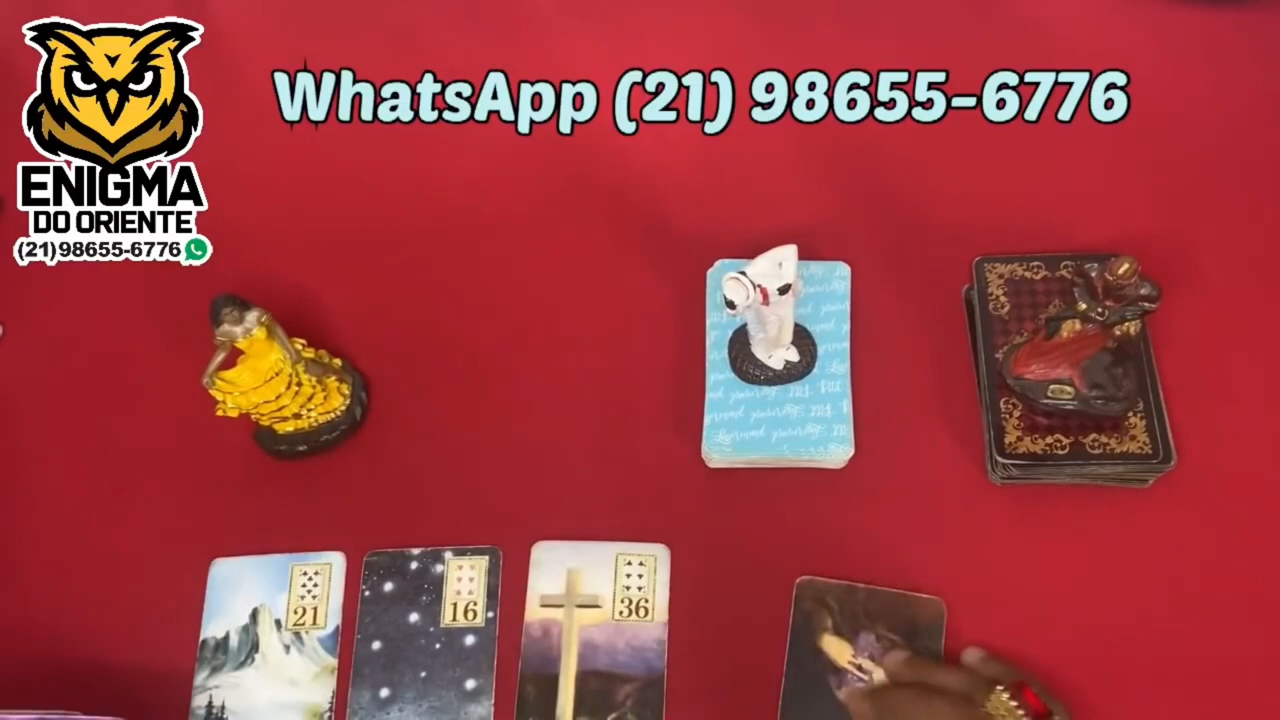 WhatsApp (21) 98655-6776
ENIGMA
DO ORIENTE
(21)98655-6776
21
16
36